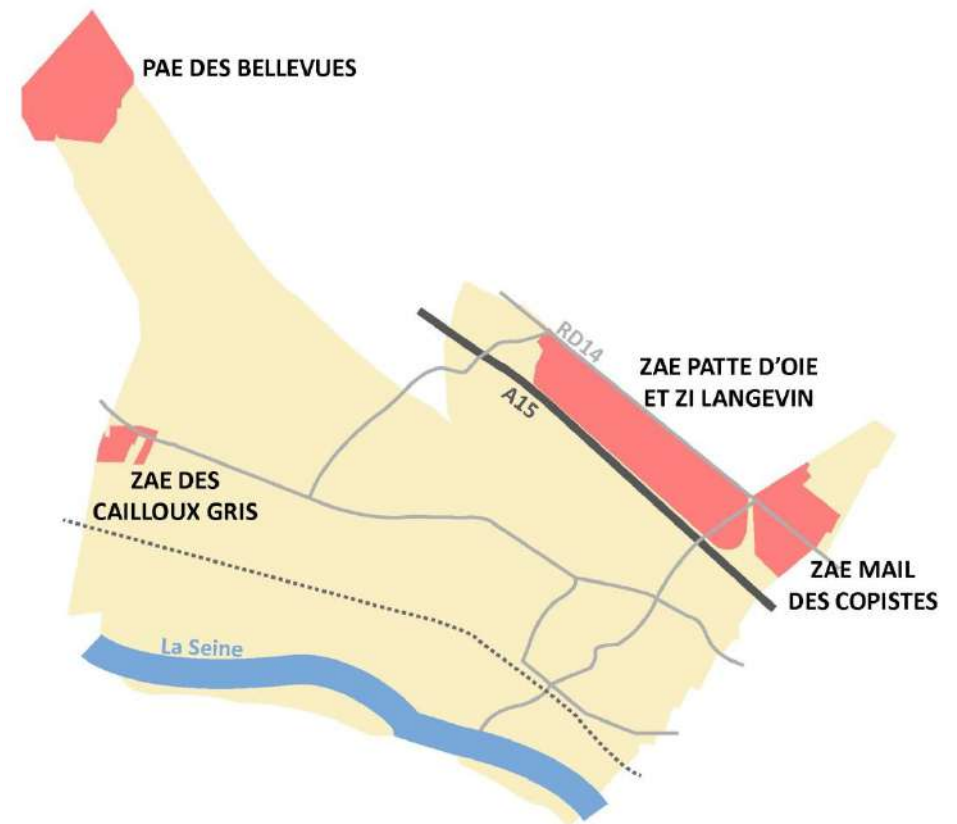 PAE DES BELLEVUES
RD14
ZAE PATTE D'OIE
ET ZI LANGEVIN
A15
ZAE DES
CAILLOUX GRIS
ZAE MAIL
DES COPISTES
La Seine